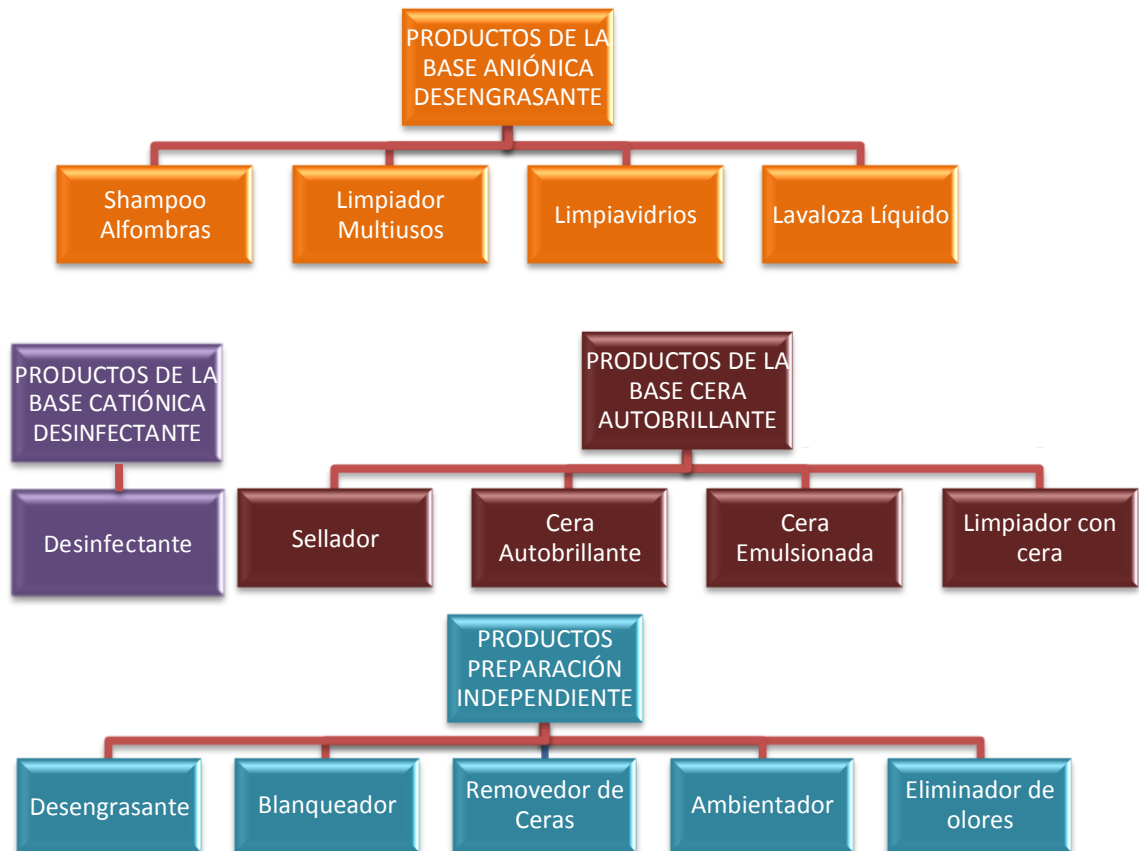 PRODUCTOS DE LA
BASE ANIÓNICA
DESENGRASANTE
Shampoo
Alfombras
Limpiador
Multiusos
Limpiavidrios
Lavaloza Líquido
PRODUCTOS DE LA
BASE CATIÓNICA
DESINFECTANTE
Desinfectante
PRODUCTOS DE LA
BASE CERA
AUTOBRILLANTE
Sellador
Cera
Autobrillante
Cera
Emulsionada
Limpiador con
cera
PRODUCTOS
PREPARACIÓN
INDEPENDIENTE
Desengrasante
Blanqueador
Removedor de
Ceras
Ambientador
Eliminador de
olores